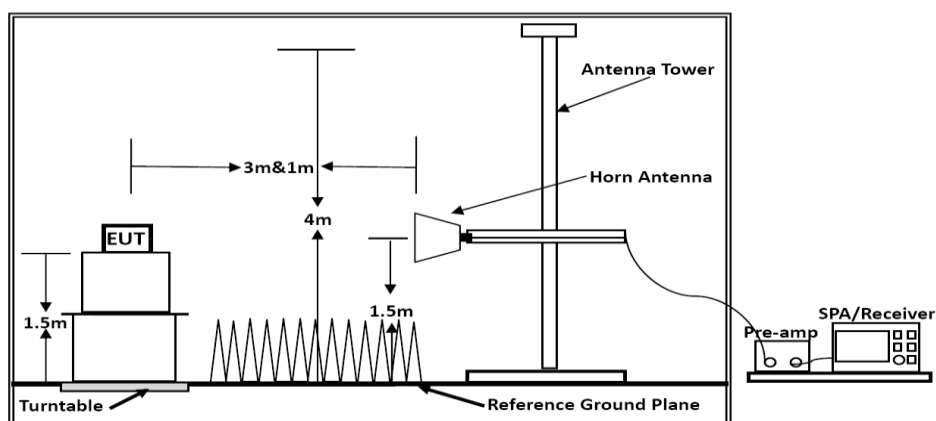 Antenna Tower
3m&1m
Horn Antenna
4m
EUT
1.5m
1.5m
SPA/Receiver
Pre-amp
Turntable
Reference Ground Plane